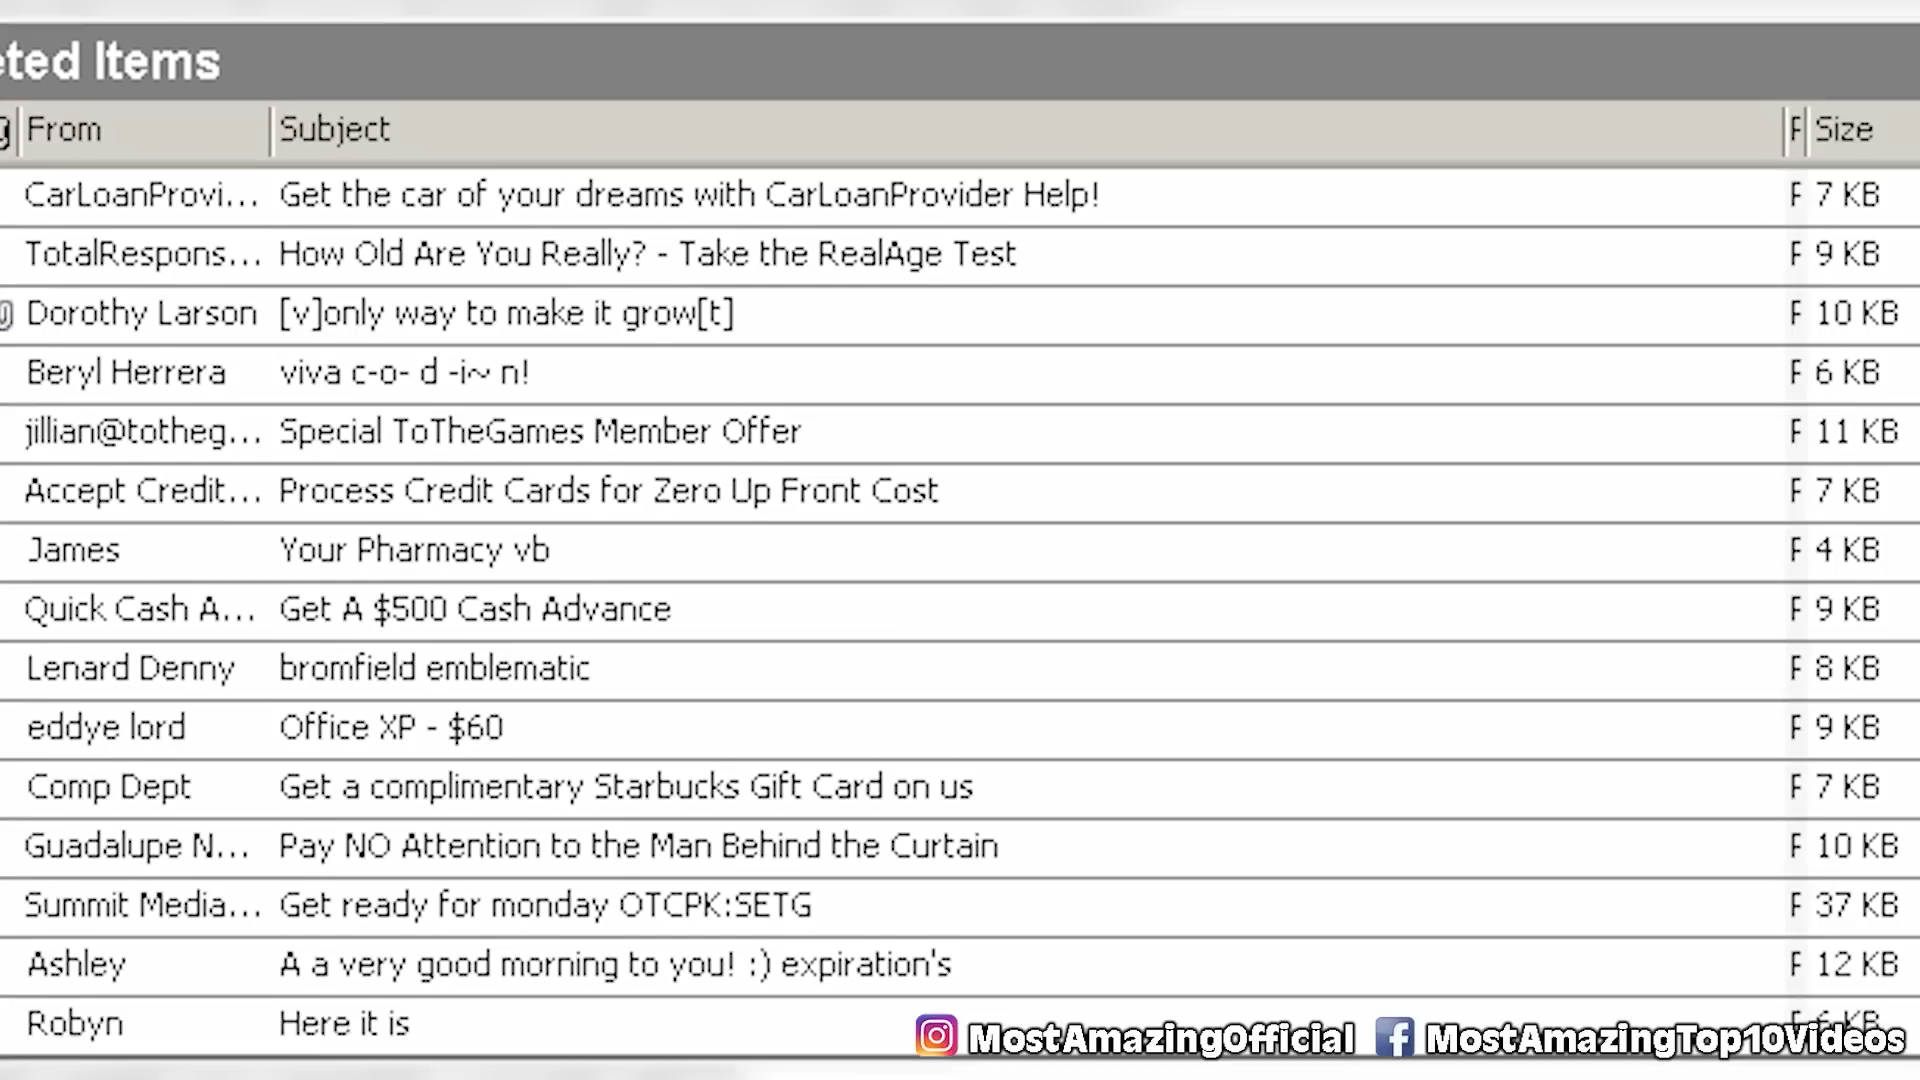 eted Items
From Subject F Size
CarLoanProvi... Get the car of your dreams with CarLoanProvider Help! F 7 KB
TotalRespons... How Old Are You Really? - Take the RealAge Test F 9 KB
Dorothy Larson [v]only way to make it grow[t] F 10 KB
Beryl Herrera viva c-o- d -i~ n! F 6 KB
jillian@totheg... Special ToTheGames Member Offer F 11 KB
Accept Credit... Process Credit Cards for Zero Up Front Cost F 7 KB
James Your Pharmacy vb F 4 KB
Quick Cash A... Get A $500 Cash Advance F 9 KB
Lenard Denny bromfield emblematic F 8 KB
eddye lord Office XP - $60 F 9 KB
Comp Dept Get a complimentary Starbucks Gift Card on us F 7 KB
Guadalupe N... Pay NO Attention to the Man Behind the Curtain F 10 KB
Summit Media... Get ready for monday OTCPK:SETG F 37 KB
Ashley A a very good morning to you! :) expiration's F 12 KB
Robyn Here it is F 6 KB
MostAmazingOfficial MostAmazingTop10Videos